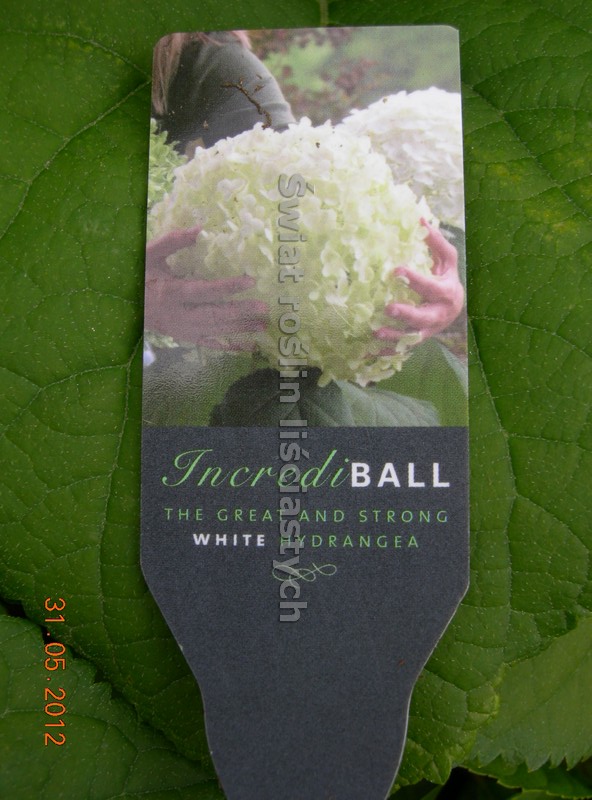 Świat roślin liściastych
IncrediBALL
THE GREAT AND STRONG
WHITE HYDRANGEA
31.05.2012